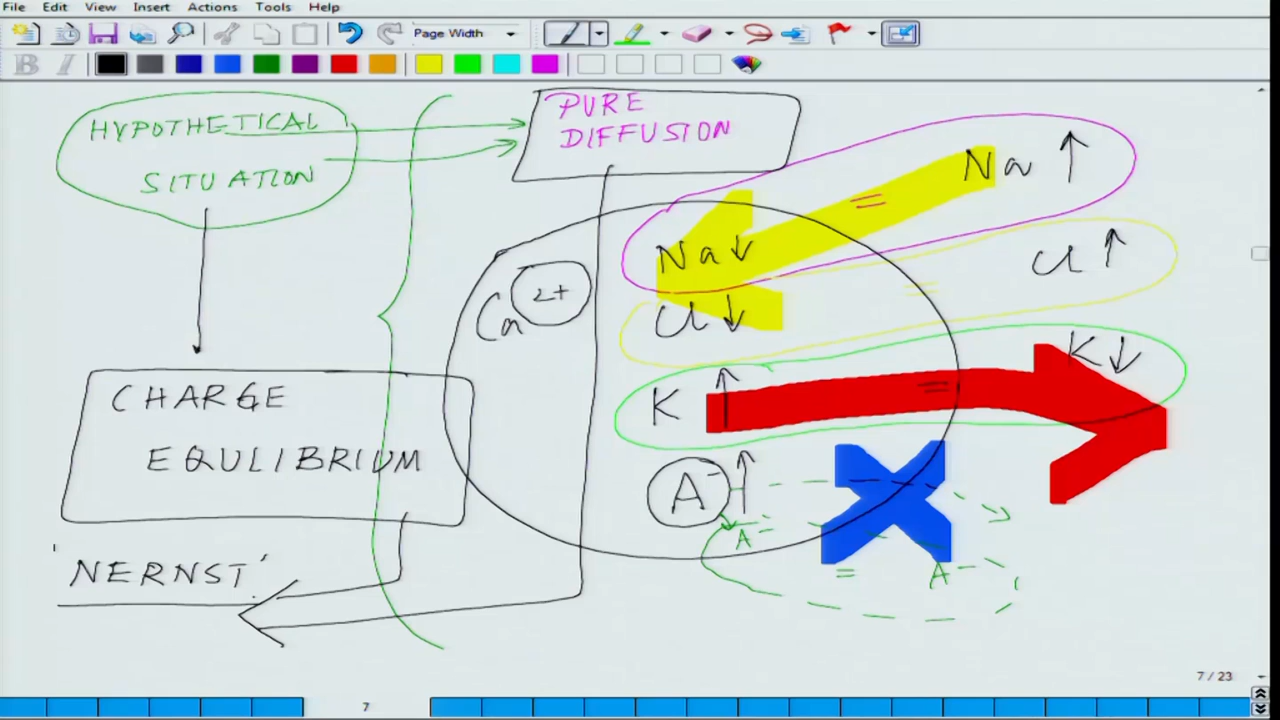 File Edit View Insert Actions Tools Help
Page Width
B I
HYPOTHETICAL
SITUATION
PURE
DIFFUSION
Na ↑
Na ↓
Cl ↑
Ca 2+
Cl ↓
K ↓
K ↑
=
=
=
CHARGE
EQULIBRIUM
A⁻ ↑
A⁻
= A⁻
'NERNST'
7 / 23
7